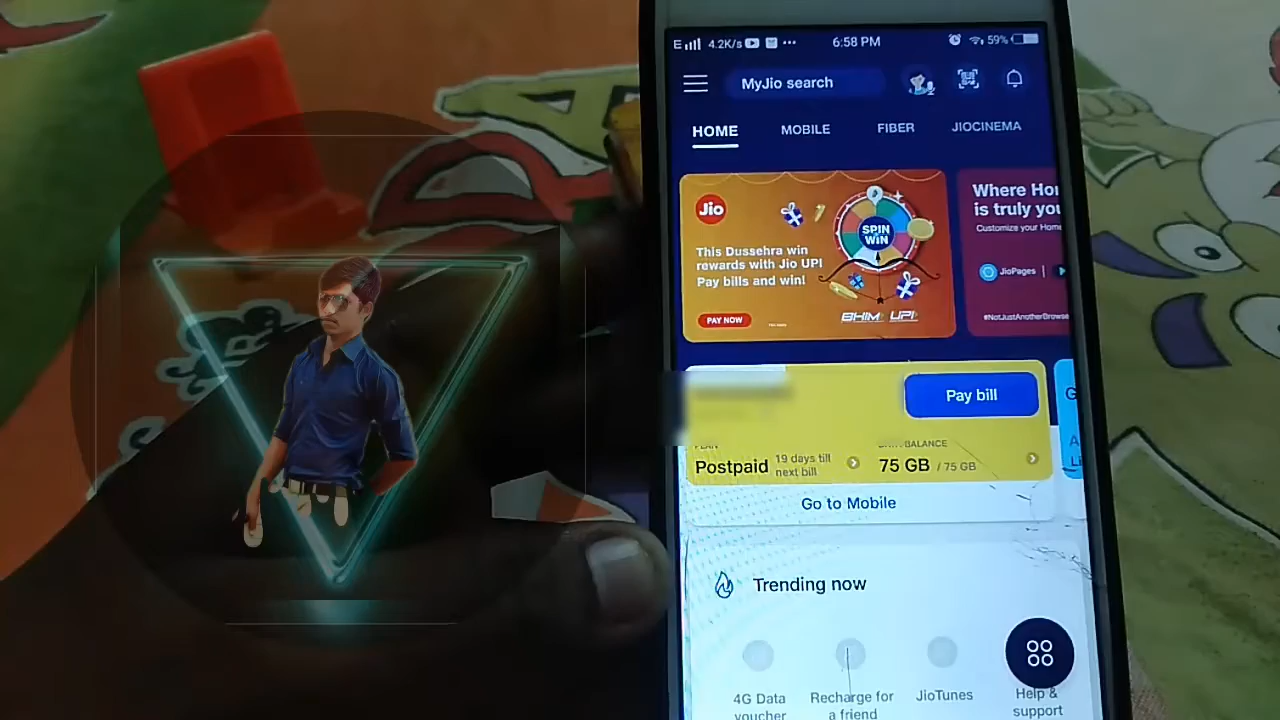 E 4.2K/s ... 6:58 PM 59%
MyJio search
HOME MOBILE FIBER JIOCINEMA
Jio
SPIN
WIN
This Dussehra win
rewards with Jio UPI
Pay bills and win!
PAY NOW
BHIM UPI
Where Hom
is truly you
Customize your Home
JioPages |
#NotJustAnotherBrowse
Pay bill
PLAN
Postpaid 19 days till
next bill
BALANCE
75 GB / 75 GB
Go to Mobile
Trending now
4G Data
voucher
Recharge for
a friend
JioTunes
Help &
support